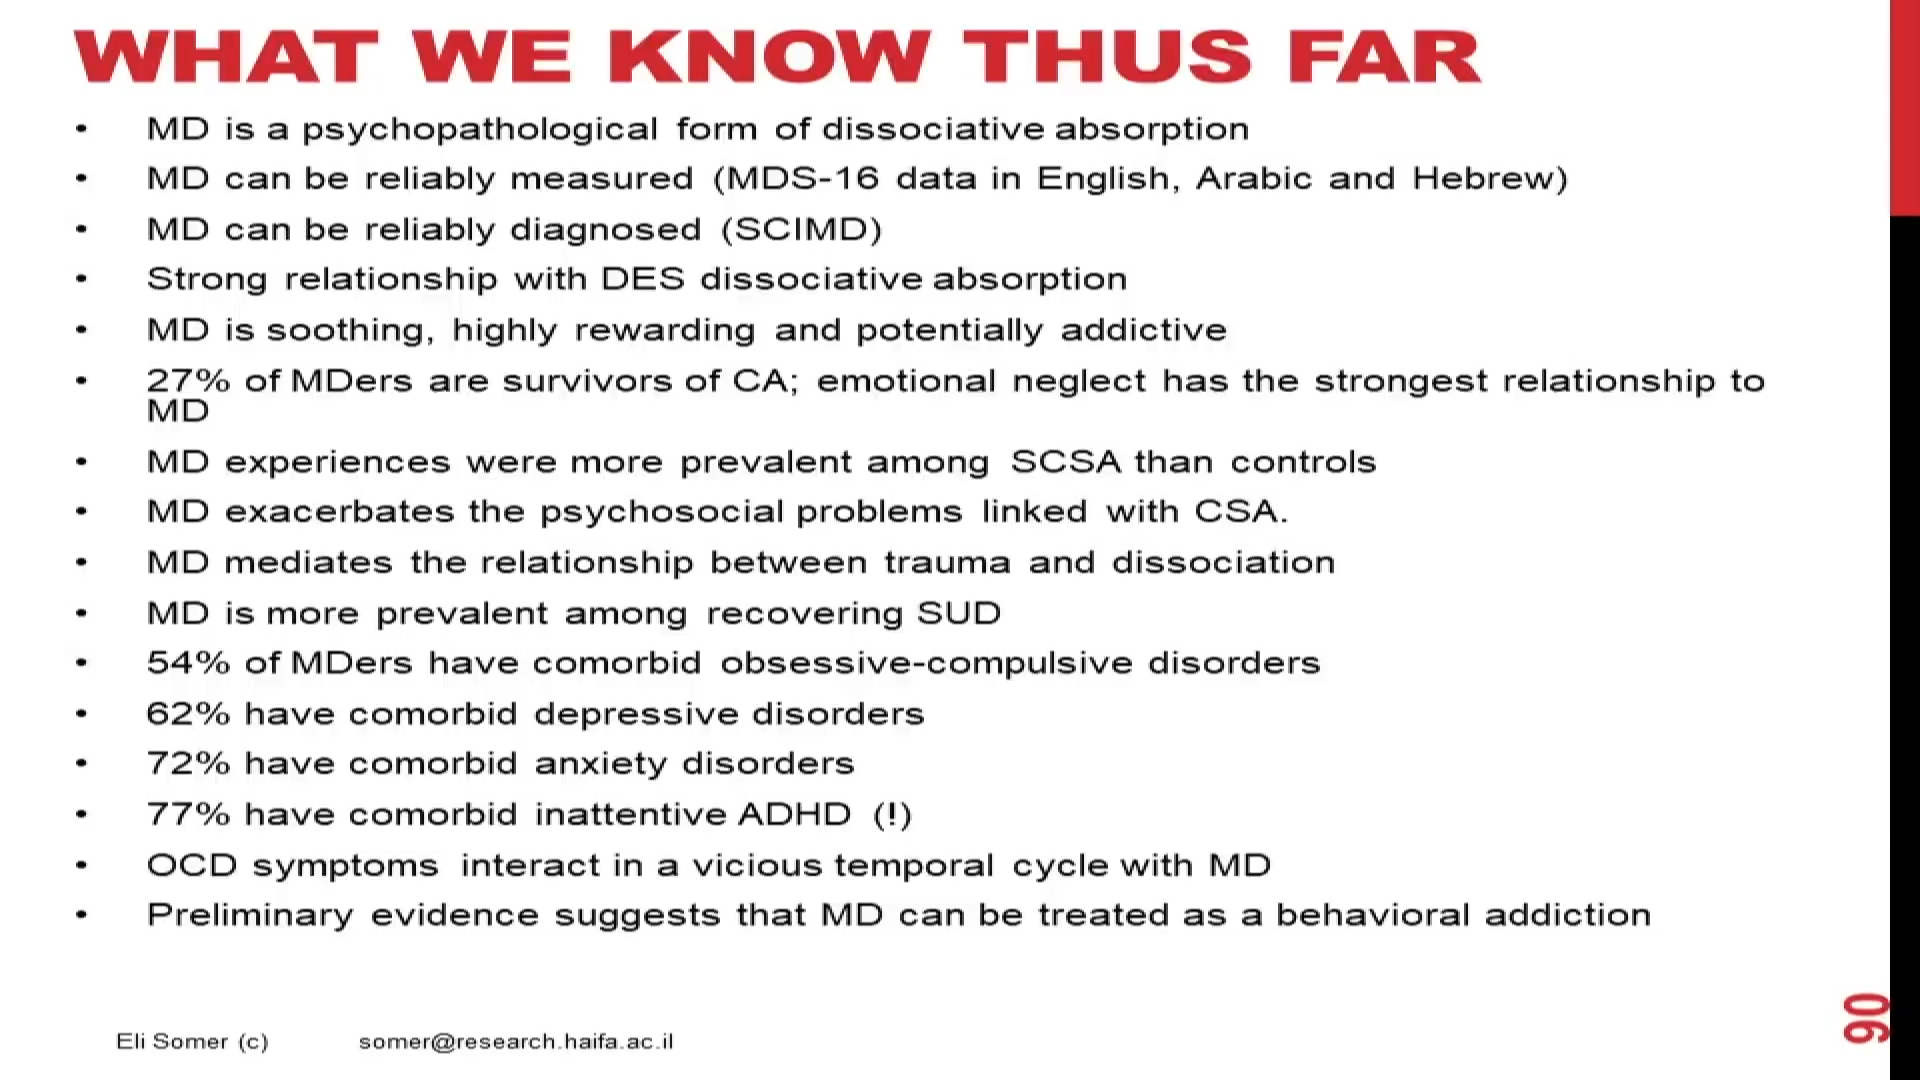 WHAT WE KNOW THUS FAR
• MD is a psychopathological form of dissociative absorption
• MD can be reliably measured (MDS-16 data in English, Arabic and Hebrew)
• MD can be reliably diagnosed (SCIMD)
• Strong relationship with DES dissociative absorption
• MD is soothing, highly rewarding and potentially addictive
• 27% of MDers are survivors of CA; emotional neglect has the strongest relationship to
MD
• MD experiences were more prevalent among SCSA than controls
• MD exacerbates the psychosocial problems linked with CSA.
• MD mediates the relationship between trauma and dissociation
• MD is more prevalent among recovering SUD
• 54% of MDers have comorbid obsessive-compulsive disorders
• 62% have comorbid depressive disorders
• 72% have comorbid anxiety disorders
• 77% have comorbid inattentive ADHD (!)
• OCD symptoms interact in a vicious temporal cycle with MD
• Preliminary evidence suggests that MD can be treated as a behavioral addiction
Eli Somer (c) somer@research.haifa.ac.il
90